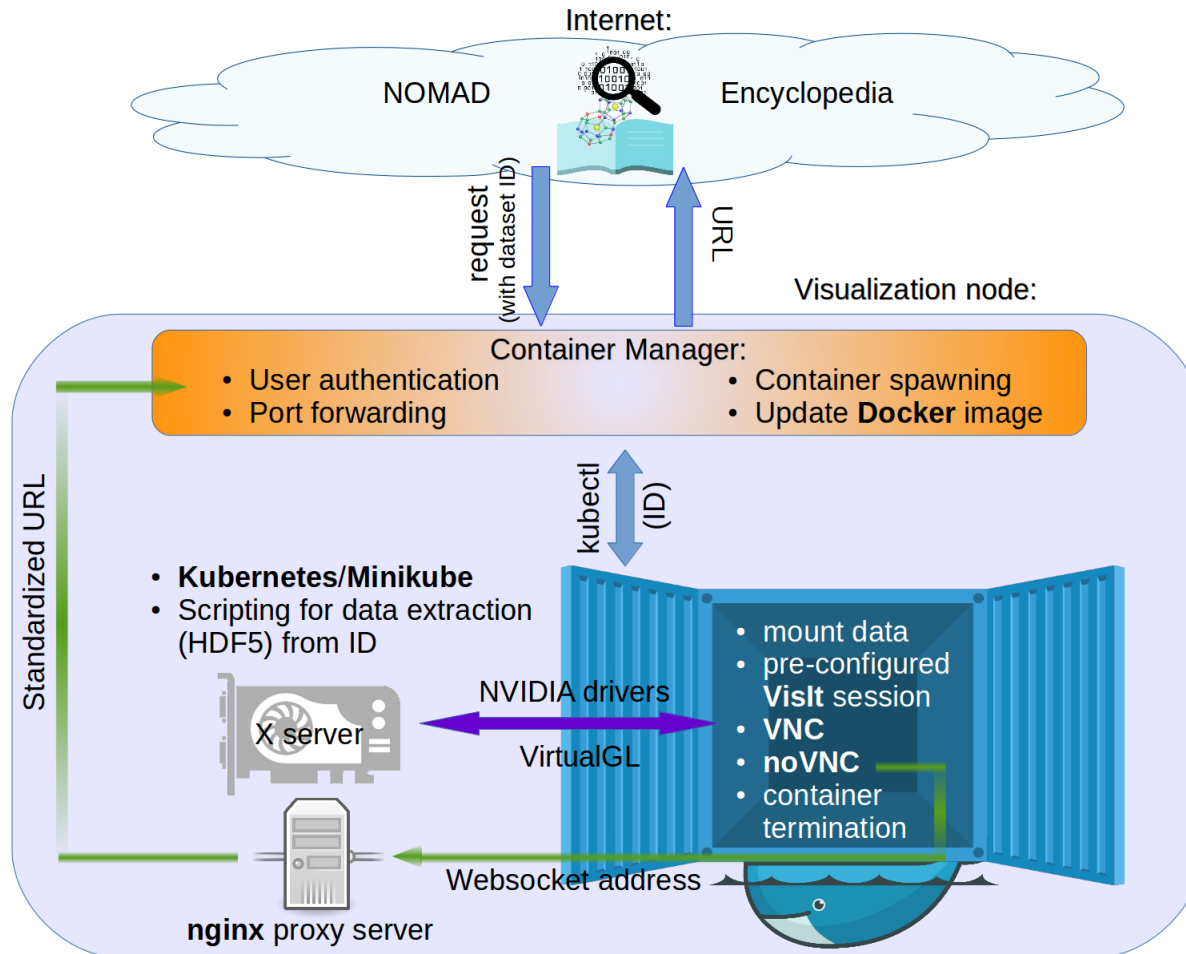 Internet:
NOMAD
Encyclopedia
request
(with dataset ID)
URL
Visualization node:
Container Manager:
• User authentication
• Port forwarding
• Container spawning
• Update Docker image
kubectl
(ID)
Standardized URL
• Kubernetes/Minikube
• Scripting for data extraction
(HDF5) from ID
X server
NVIDIA drivers
VirtualGL
• mount data
• pre-configured
VisIt session
• VNC
• noVNC
• container
termination
Websocket address
nginx proxy server